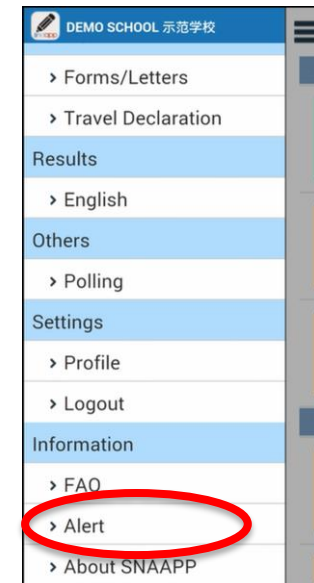 DEMO SCHOOL 示范学校
> Forms/Letters
> Travel Declaration
Results
> English
Others
> Polling
Settings
> Profile
> Logout
Information
> FAQ
> Alert
> About SNAAPP